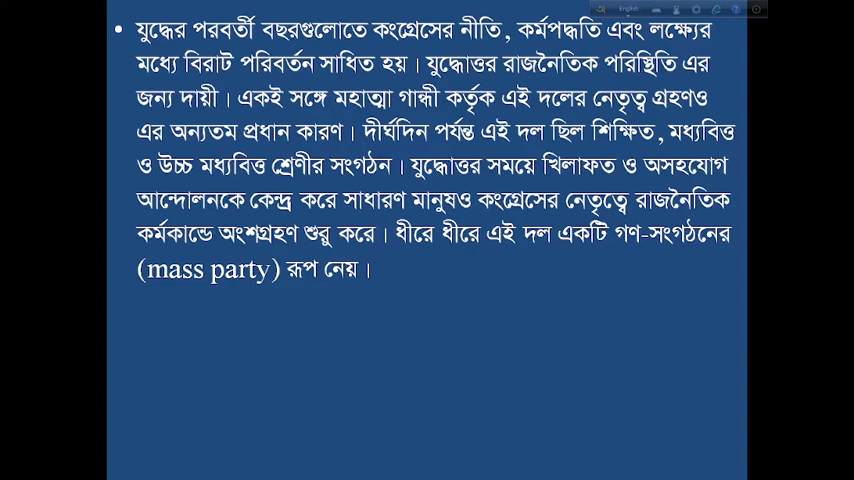 English
• যুদ্ধের পরবর্তী বছরগুলোতে কংগ্রেসের নীতি, কর্মপদ্ধতি এবং লক্ষ্যের
মধ্যে বিরাট পরিবর্তন সাধিত হয়। যুদ্ধোত্তর রাজনৈতিক পরিস্থিতি এর
জন্য দায়ী। একই সঙ্গে মহাত্মা গান্ধী কর্তৃক এই দলের নেতৃত্ব গ্রহণও
এর অন্যতম প্রধান কারণ। দীর্ঘদিন পর্যন্ত এই দল ছিল শিক্ষিত, মধ্যবিত্ত
ও উচ্চ মধ্যবিত্ত শ্রেণীর সংগঠন। যুদ্ধোত্তর সময়ে খিলাফত ও অসহযোগ
আন্দোলনকে কেন্দ্র করে সাধারণ মানুষও কংগ্রেসের নেতৃত্বে রাজনৈতিক
কর্মকান্ডে অংশগ্রহণ শুরু করে। ধীরে ধীরে এই দল একটি গণ-সংগঠনের
(mass party) রূপ নেয়।